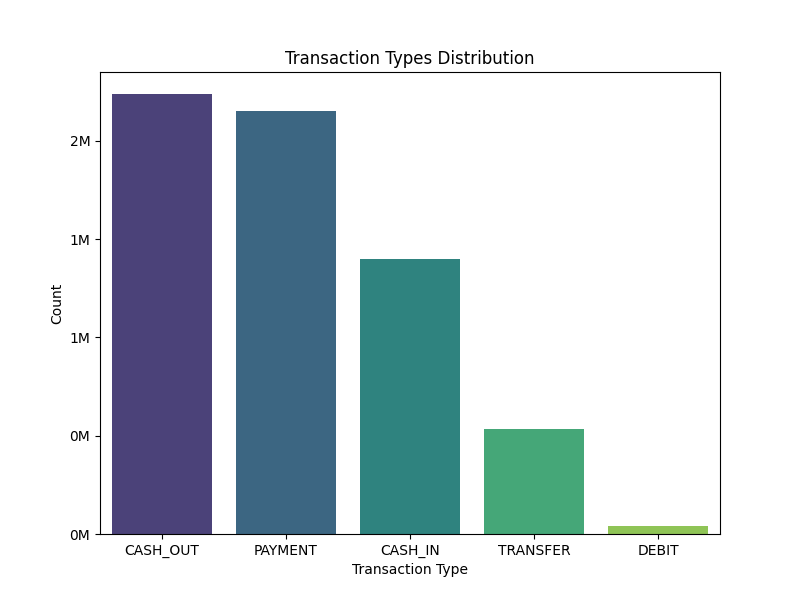 Transaction Types Distribution
2M
1M
1M
0M
0M
Count
CASH_OUT PAYMENT CASH_IN TRANSFER DEBIT
Transaction Type